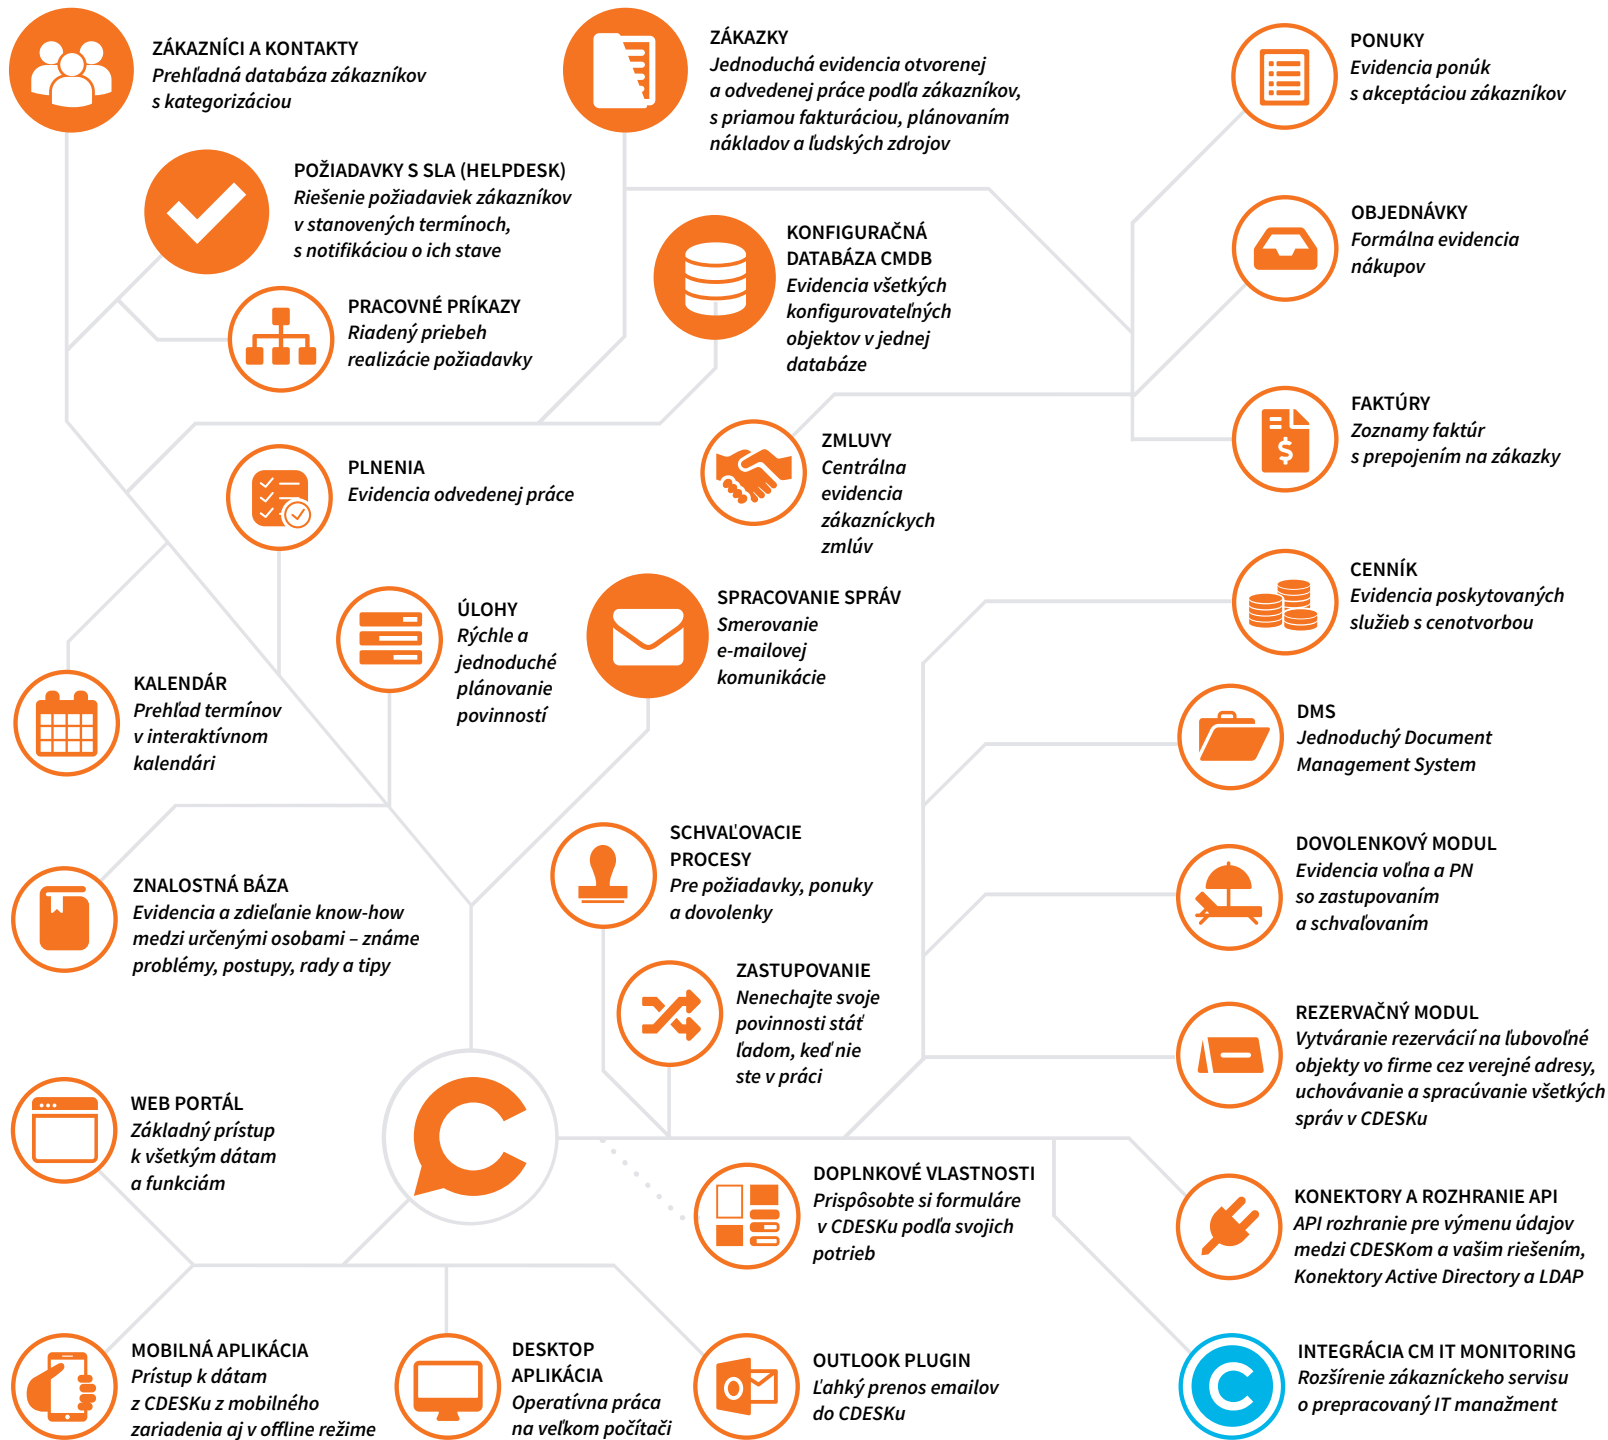 ZÁKAZNÍCI A KONTAKTY
Prehľadná databáza zákazníkov
s kategorizáciou
ZÁKAZKY
Jednoduchá evidencia otvorenej
a odvedenej práce podľa zákazníkov,
s priamou fakturáciou, plánovaním
nákladov a ľudských zdrojov
PONUKY
Evidencia ponúk
s akceptáciou zákazníkov
POŽIADAVKY S SLA (HELPDESK)
Riešenie požiadaviek zákazníkov
v stanovených termínoch,
s notifikáciou o ich stave
KONFIGURAČNÁ
DATABÁZA CMDB
Evidencia všetkých
konfigurovateľných
objektov v jednej
databáze
OBJEDNÁVKY
Formálna evidencia
nákupov
PRACOVNÉ PRÍKAZY
Riadený priebeh
realizácie požiadavky
FAKTÚRY
Zoznamy faktúr
s prepojením na zákazky
PLNENIA
Evidencia odvedenej práce
ZMLUVY
Centrálna
evidencia
zákazníckych
zmlúv
CENNÍK
Evidencia poskytovaných
služieb s cenotvorbou
ÚLOHY
Rýchle a
jednoduché
plánovanie
povinností
SPRACOVANIE SPRÁV
Smerovanie
e-mailovej
komunikácie
KALENDÁR
Prehľad termínov
v interaktívnom
kalendári
DMS
Jednoduchý Document
Management System
SCHVAĽOVACIE
PROCESY
Pre požiadavky, ponuky
a dovolenky
DOVOLENKOVÝ MODUL
Evidencia voľna a PN
so zastupovaním
a schvaľovaním
ZNALOSTNÁ BÁZA
Evidencia a zdieľanie know-how
medzi určenými osobami – známe
problémy, postupy, rady a tipy
ZASTUPOVANIE
Nenechajte svoje
povinnosti stáť
ľadom, keď nie
ste v práci
REZERVAČNÝ MODUL
Vytváranie rezervácií na ľubovoľné
objekty vo firme cez verejné adresy,
uchovávanie a spracúvanie všetkých
správ v CDESKu
WEB PORTÁL
Základný prístup
k všetkým dátam
a funkciám
DOPLNKOVÉ VLASTNOSTI
Prispôsobte si formuláre
v CDESKu podľa svojich
potrieb
KONEKTORY A ROZHRANIE API
API rozhranie pre výmenu údajov
medzi CDESKom a vašim riešením,
Konektory Active Directory a LDAP
MOBILNÁ APLIKÁCIA
Prístup k dátam
z CDESKu z mobilného
zariadenia aj v offline režime
DESKTOP
APLIKÁCIA
Operatívna práca
na veľkom počítači
OUTLOOK PLUGIN
Ľahký prenos emailov
do CDESKu
INTEGRÁCIA CM IT MONITORING
Rozšírenie zákazníckeho servisu
o prepracovaný IT manažment